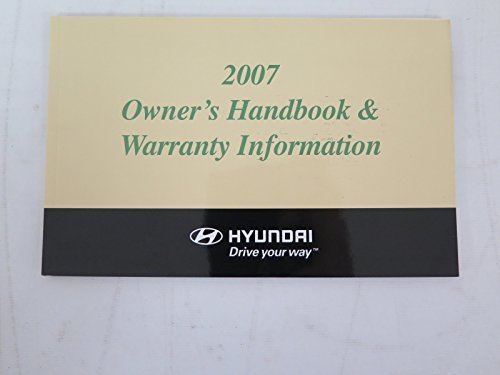 2007
Owner's Handbook &
Warranty Information
HYUNDAI
Drive your way™